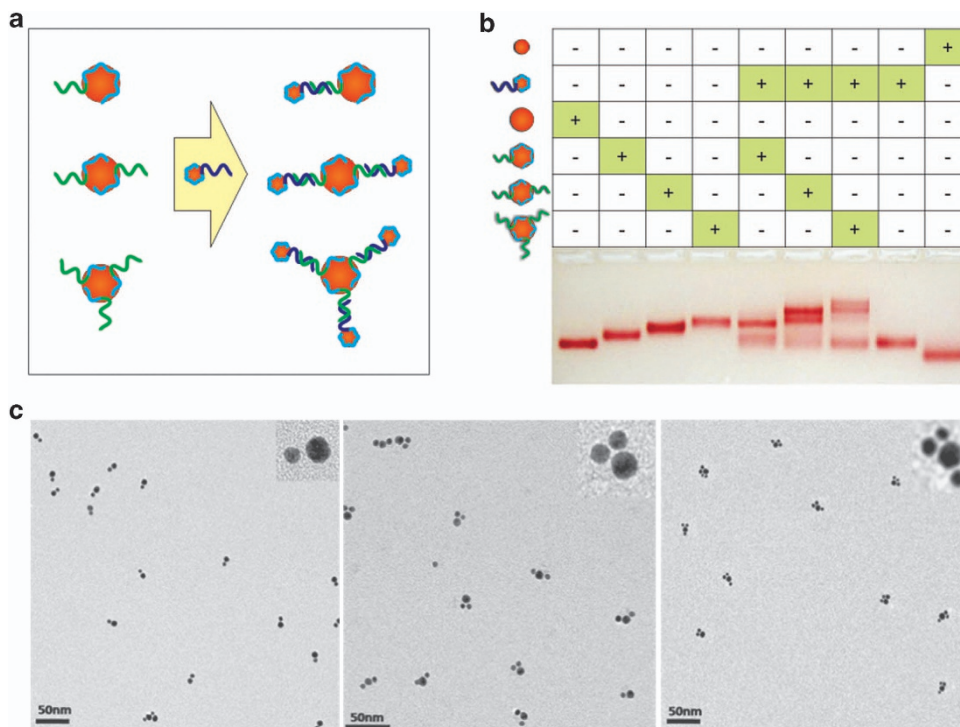 a
b
- - - - - - - - +
- - - - + + + + -
+ - - - - - - - -
- + - - + - - - -
- - + - - + - - -
- - - + - - + - -
c
50nm
50nm
50nm